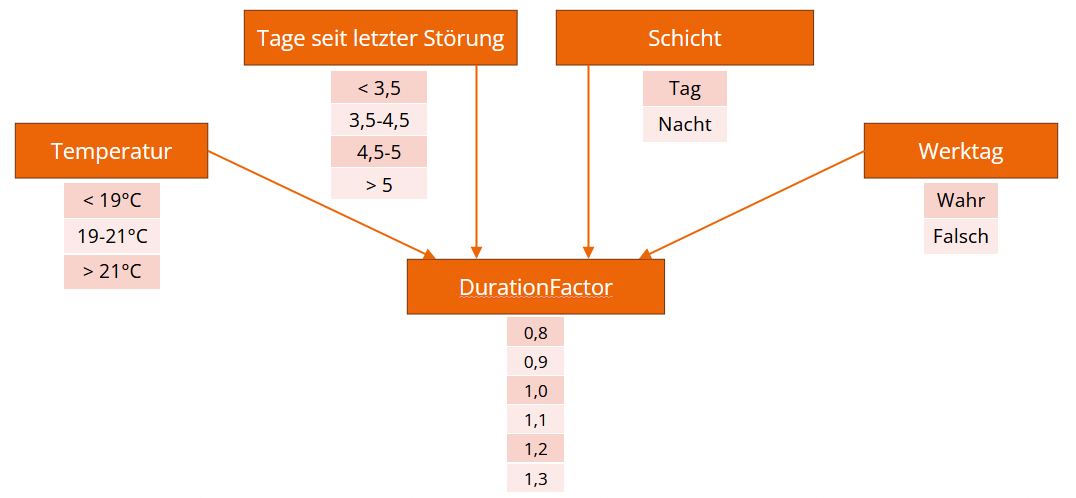 Tage seit letzter Störung
< 3,5
3,5-4,5
4,5-5
> 5
Schicht
Tag
Nacht
Temperatur
< 19°C
19-21°C
> 21°C
Werktag
Wahr
Falsch
DurationFactor
0,8
0,9
1,0
1,1
1,2
1,3